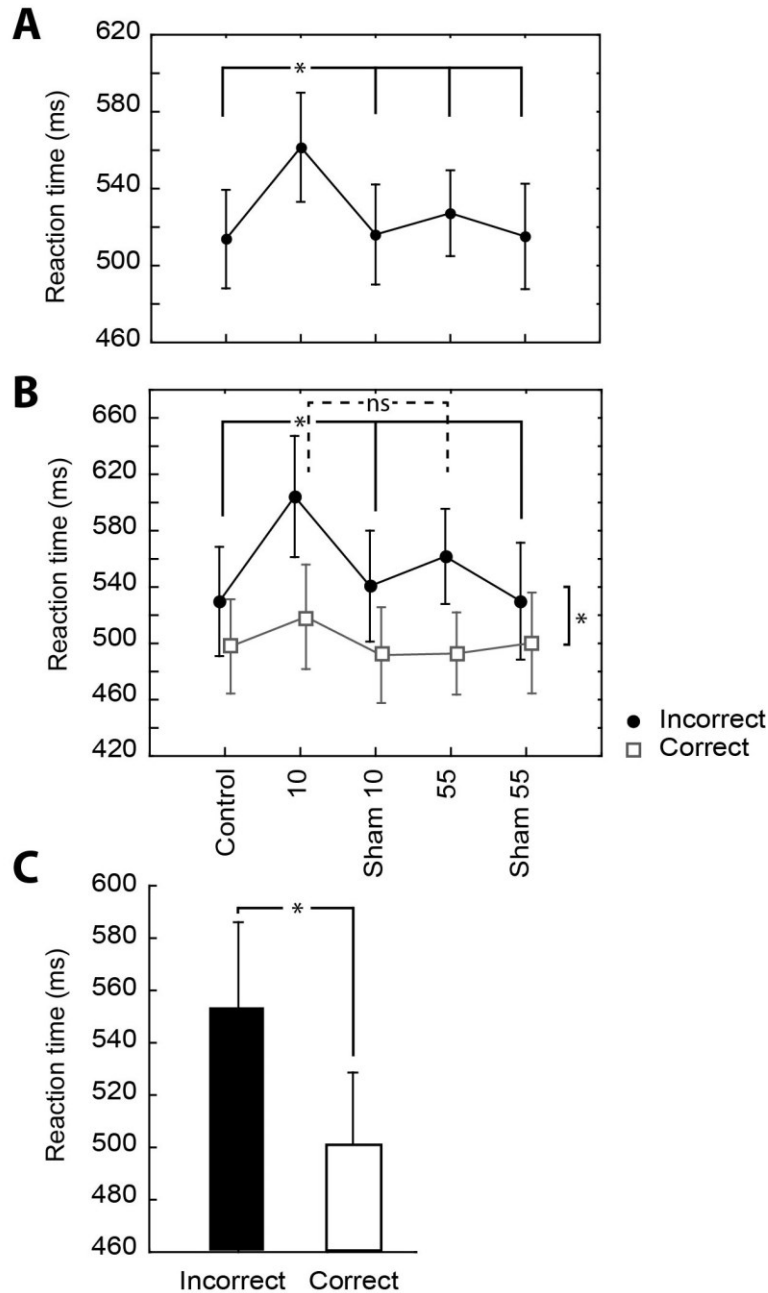 A
Reaction time (ms)
620
580
540
500
460
*
B
Reaction time (ms)
660
620
580
540
500
460
420
ns
*
*
Incorrect
Correct
Control
10
Sham 10
55
Sham 55
C
Reaction time (ms)
600
580
560
540
520
500
480
460
*
Incorrect Correct